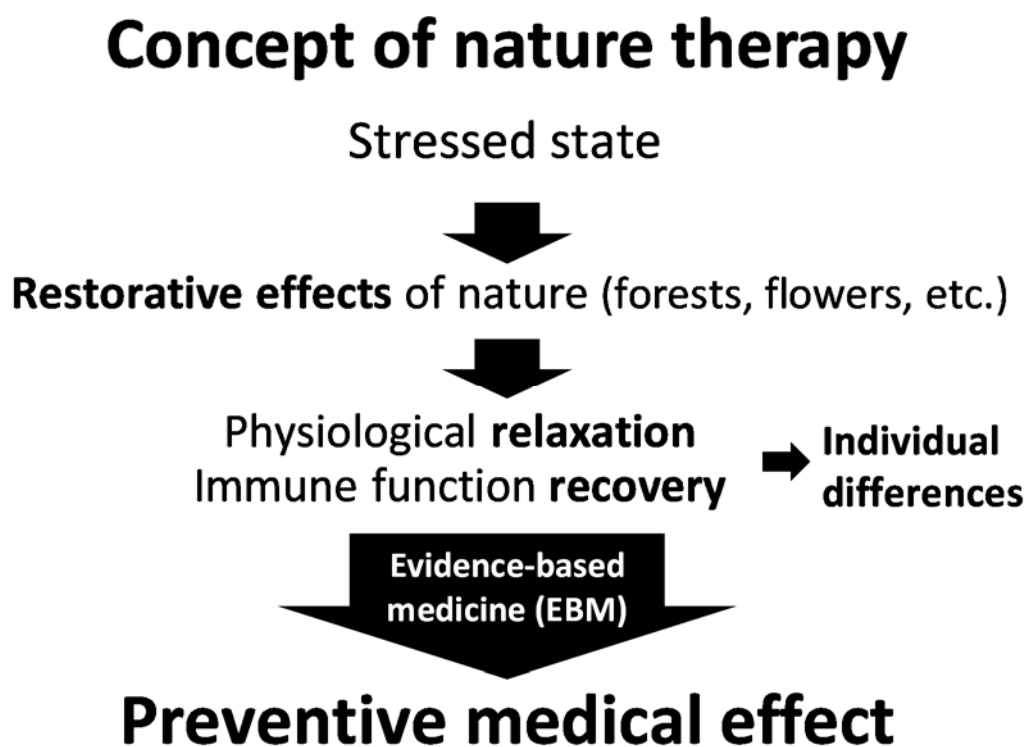 Concept of nature therapy
Stressed state
Restorative effects of nature (forests, flowers, etc.)
Physiological relaxation
Immune function recovery
Individual
differences
Evidence-based
medicine (EBM)
Preventive medical effect